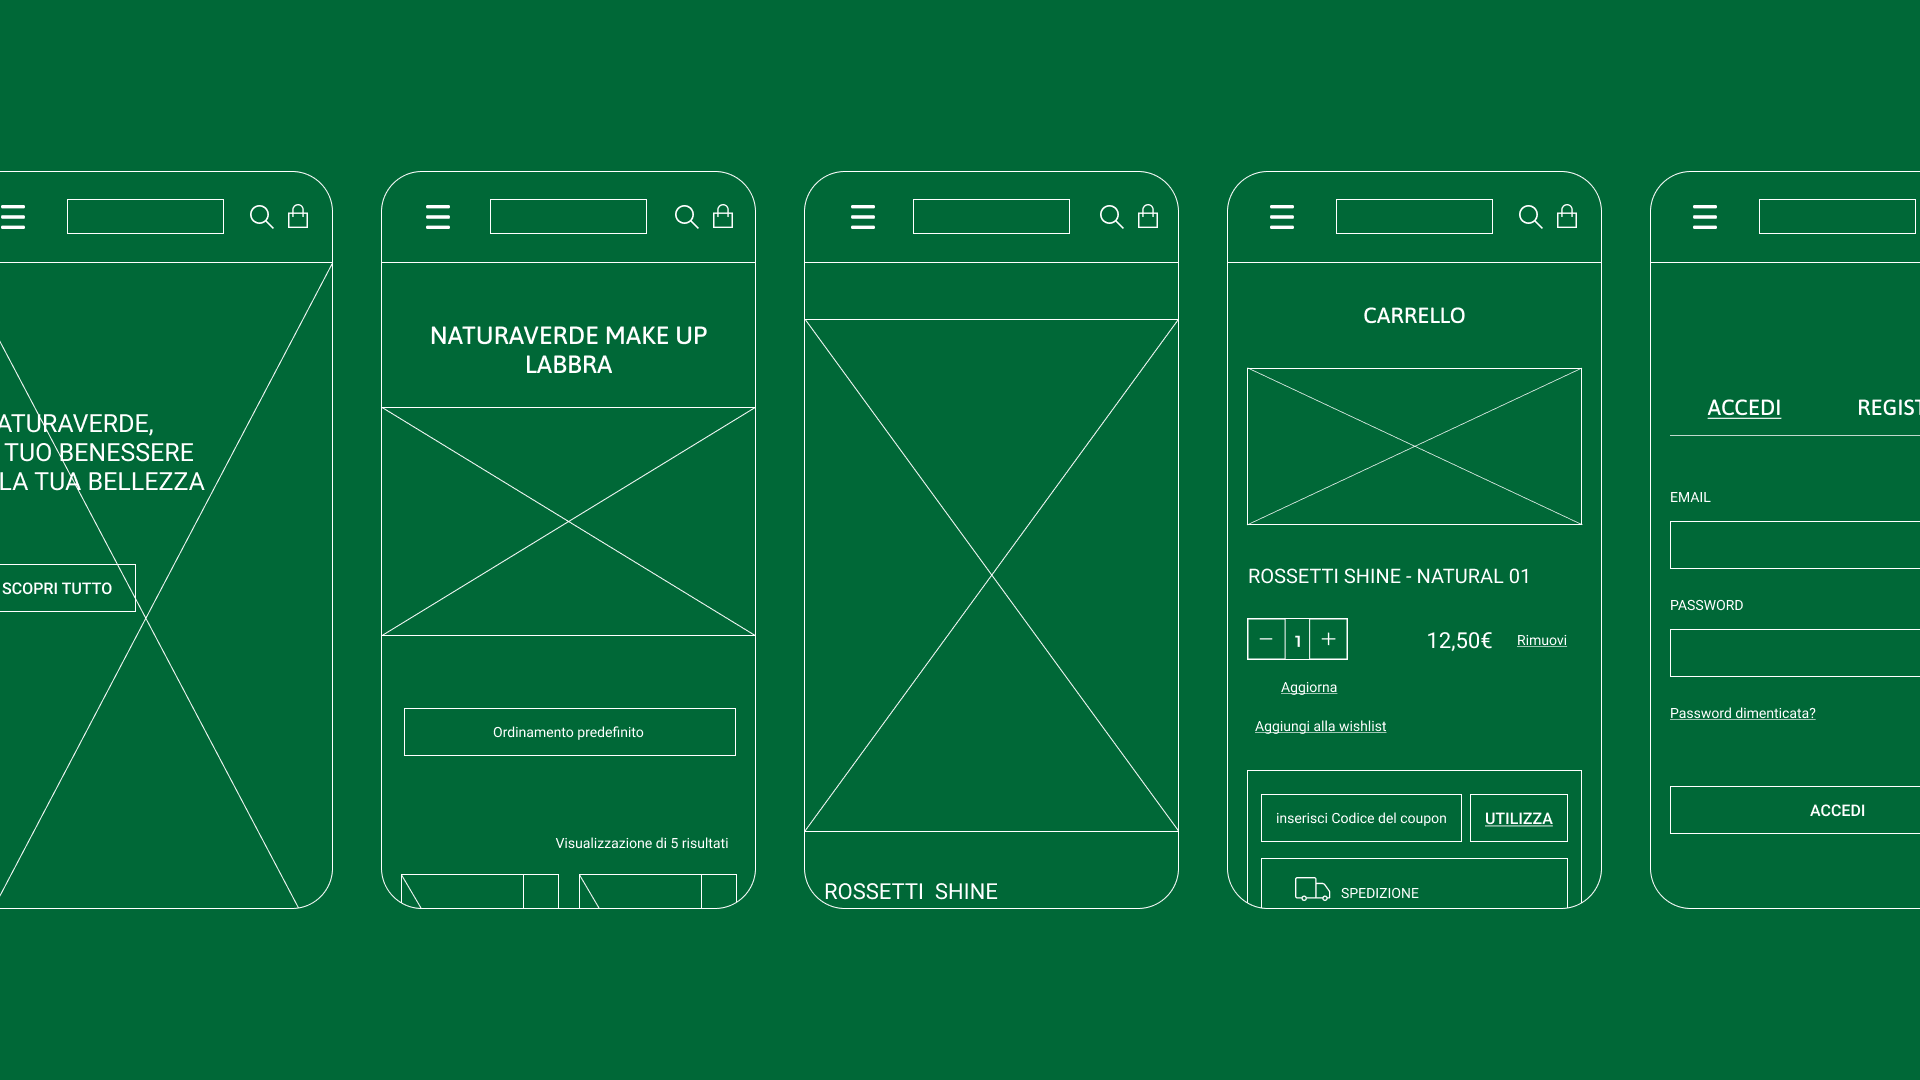 ATURAVERDE,
TUO BENESSERE
LA TUA BELLEZZA
SCOPRI TUTTO
NATURAVERDE MAKE UP
LABBRA
Ordinamento predefinito
Visualizzazione di 5 risultati
ROSSETTI SHINE
CARRELLO
ROSSETTI SHINE - NATURAL 01
− 1 +
12,50€
Rimuovi
Aggiorna
Aggiungi alla wishlist
inserisci Codice del coupon
UTILIZZA
SPEDIZIONE
ACCEDI
REGIST
EMAIL
PASSWORD
Password dimenticata?
ACCEDI